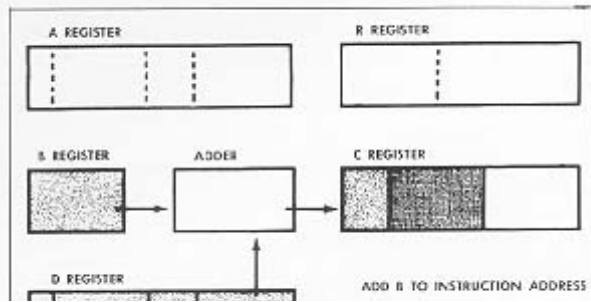 A REGISTER
R REGISTER
B REGISTER
ADDER
C REGISTER
D REGISTER
ADD B TO INSTRUCTION ADDRESS